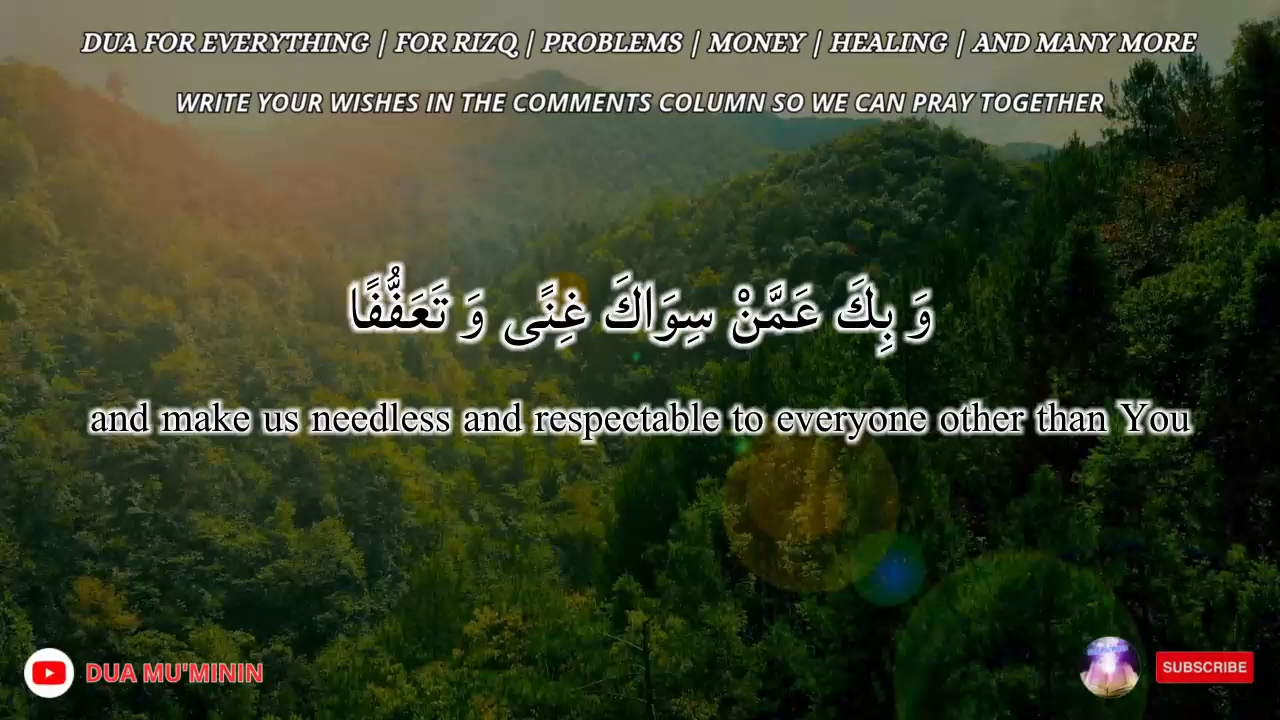 DUA FOR EVERYTHING | FOR RIZQ | PROBLEMS | MONEY | HEALING | AND MANY MORE
WRITE YOUR WISHES IN THE COMMENTS COLUMN SO WE CAN PRAY TOGETHER
وَ بِكَ عَمَّنْ سِوَاكَ غِنًى وَ تَعَفُّفًا
and make us needless and respectable to everyone other than You
DUA MU'MININ
SUBSCRIBE